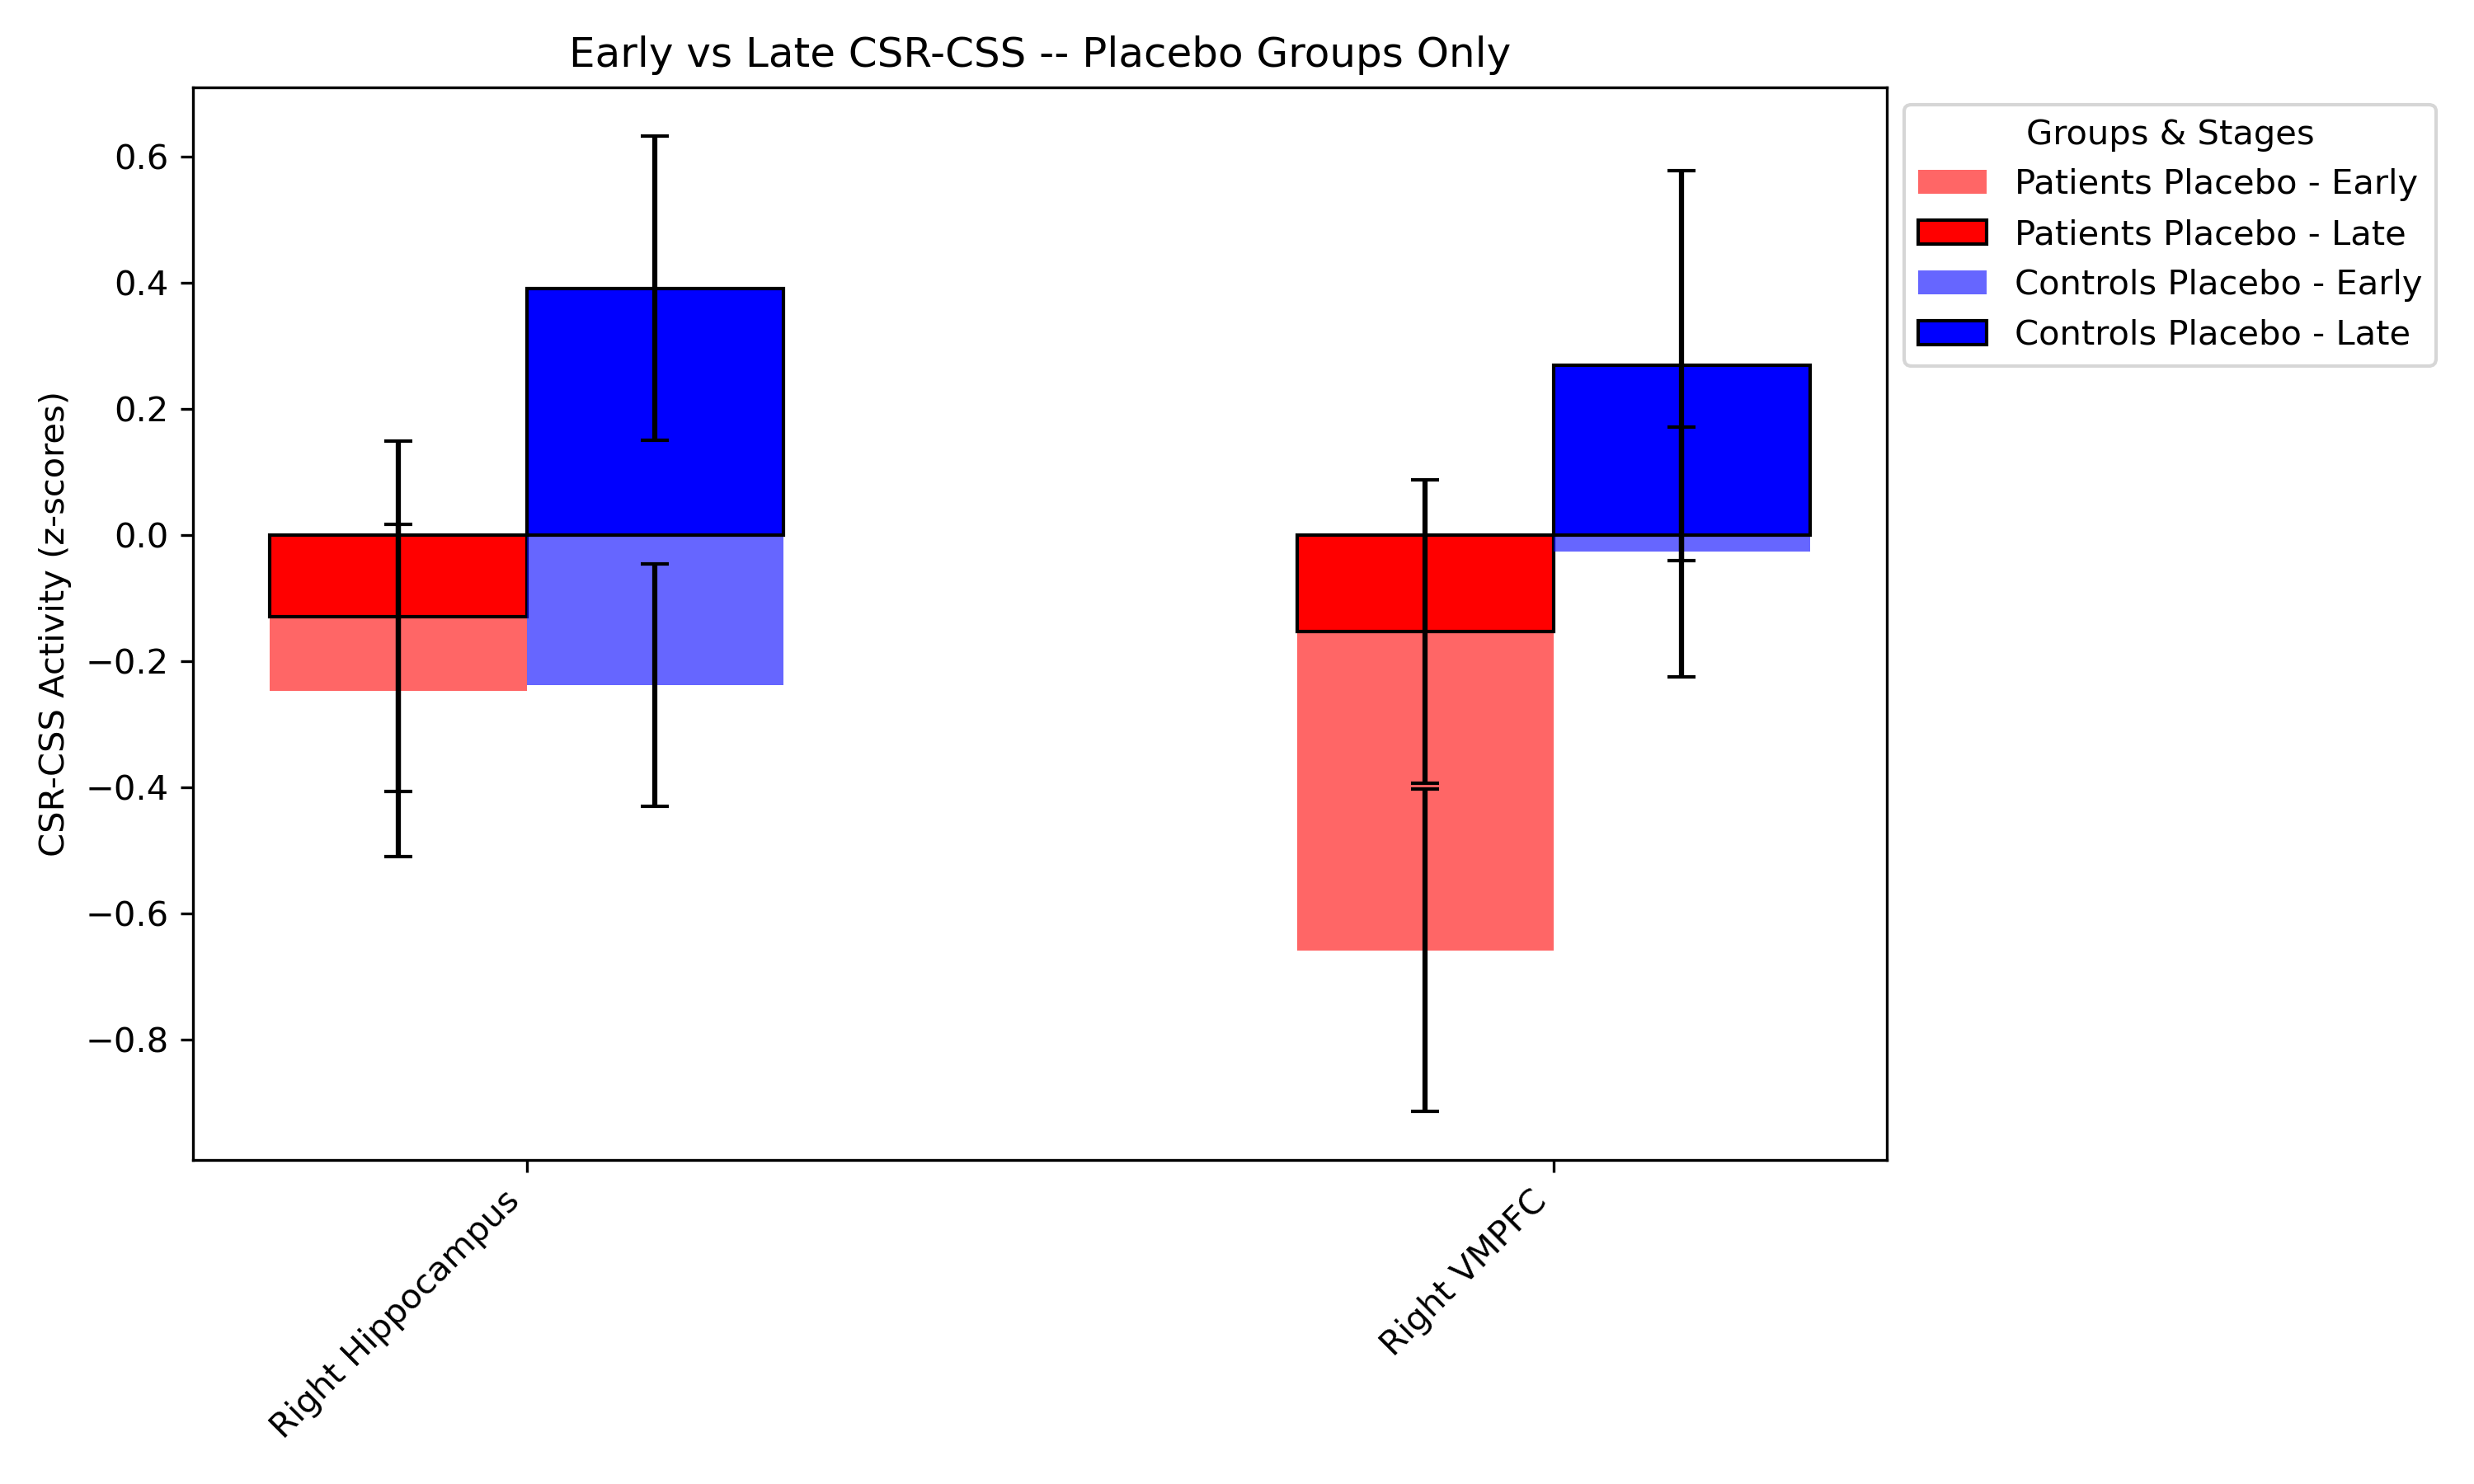 Early vs Late CSR-CSS -- Placebo Groups Only
CSR-CSS Activity (z-scores)
0.6
0.4
0.2
0.0
−0.2
−0.4
−0.6
−0.8
Right Hippocampus
Right VMPFC
Groups & Stages
Patients Placebo - Early
Patients Placebo - Late
Controls Placebo - Early
Controls Placebo - Late